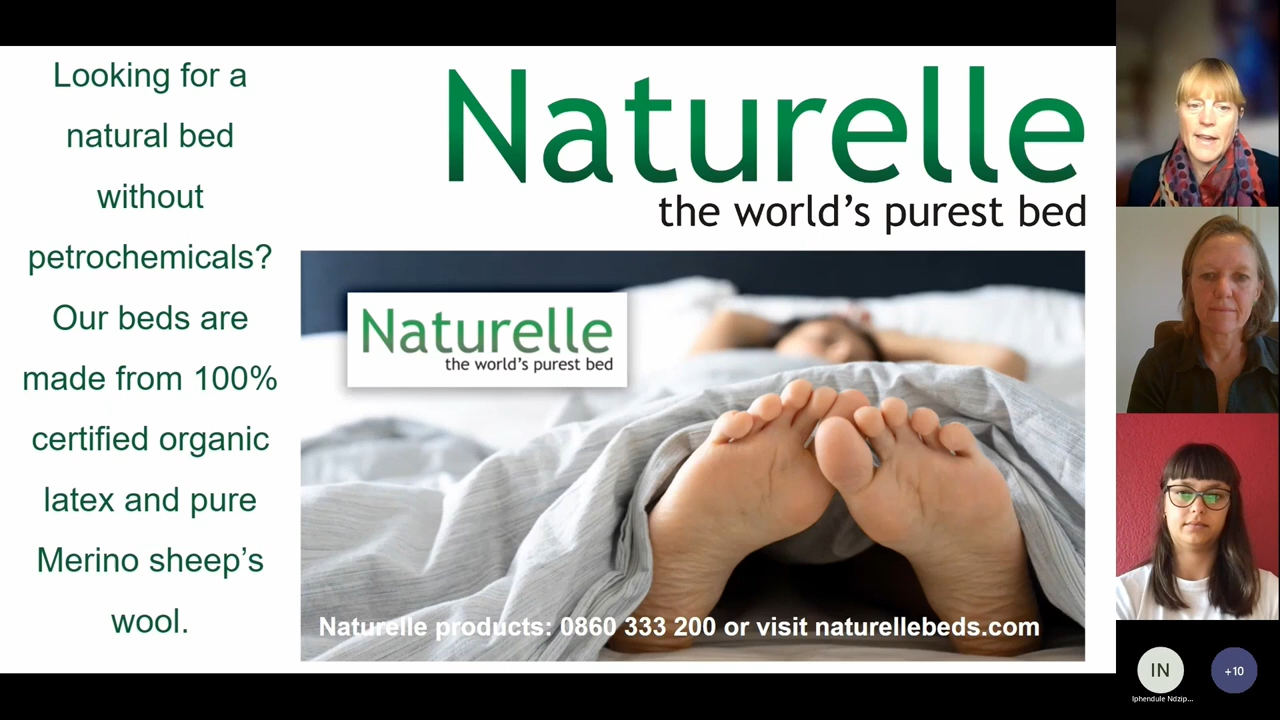 Looking for a
natural bed
without
petrochemicals?
Our beds are
made from 100%
certified organic
latex and pure
Merino sheep’s
wool.
Naturelle
the world’s purest bed
Naturelle
the world’s purest bed
Naturelle products: 0860 333 200 or visit naturellebeds.com
IN
+10
Iphendule Ndzip...